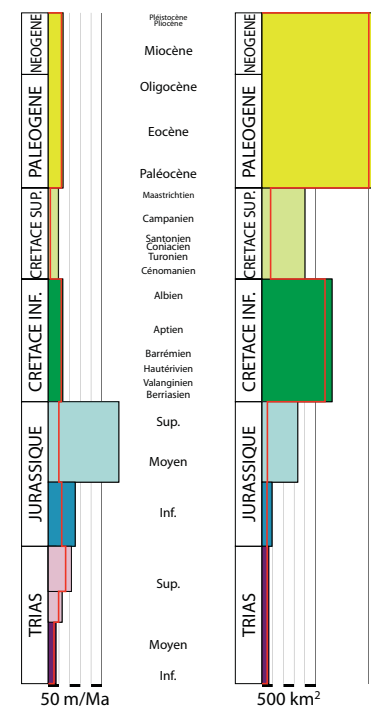 NEOGENE
PALEOGENE
CRETACE SUP.
CRETACE INF.
JURASSIQUE
TRIAS
Pléistocène
Pliocène
Miocène
Oligocène
Eocène
Paléocène
Maastrichtien
Campanien
Santonien
Coniacien
Turonien
Cénomanien
Albien
Aptien
Barrémien
Hautérivien
Valanginien
Berriasien
Sup.
Moyen
Inf.
Sup.
Moyen
Inf.
NEOGENE
PALEOGENE
CRETACE SUP.
CRETACE INF.
JURASSIQUE
TRIAS
50 m/Ma
500 km²